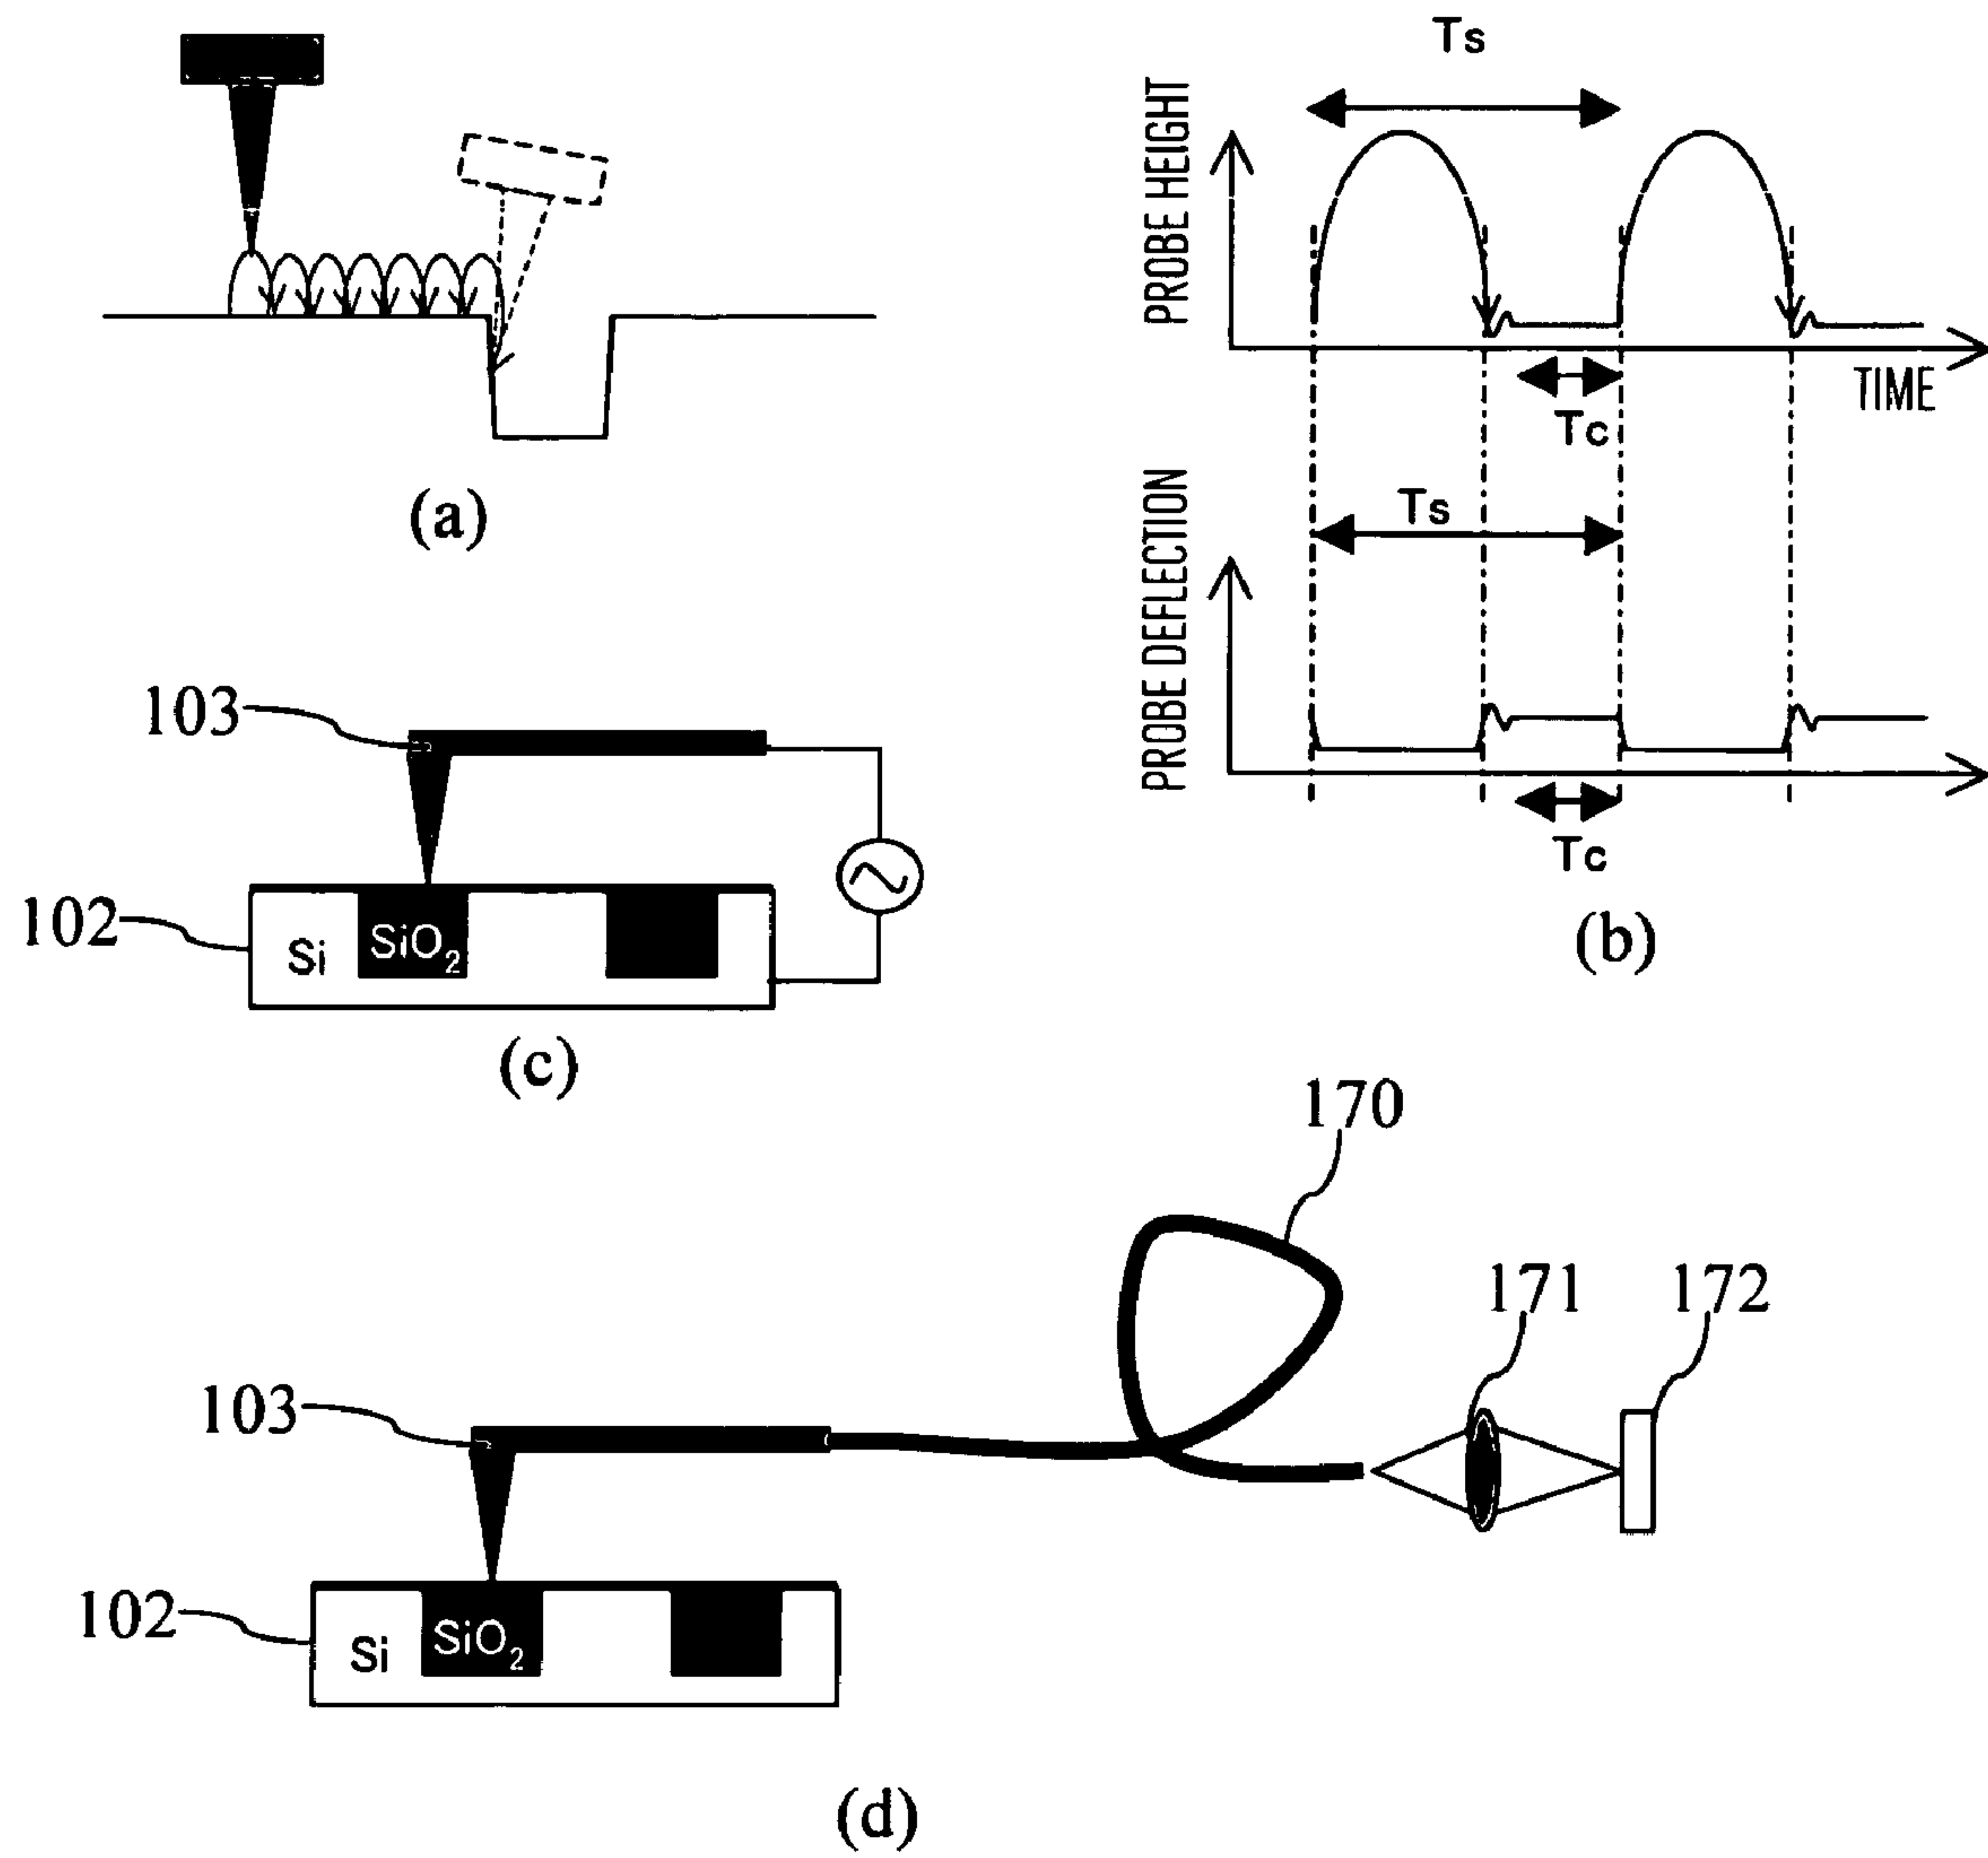 Ts
PROBE HEIGHT
TIME
Tc
(a)
Ts
PROBE DEFLECTION
103
Tc
102
Si
SiO2
(b)
(c)
170
171
172
103
102
Si
SiO2
(d)